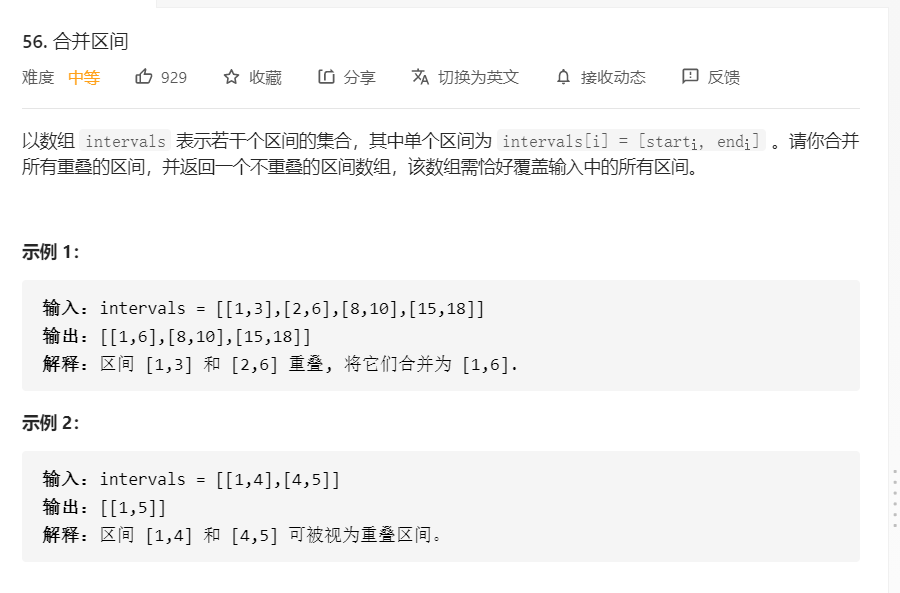 56. 合并区间
难度 中等 929 收藏 分享 切换为英文 接收动态 反馈
以数组 intervals 表示若干个区间的集合，其中单个区间为 intervals[i] = [starti, endi] 。请你合并
所有重叠的区间，并返回一个不重叠的区间数组，该数组需恰好覆盖输入中的所有区间。
示例 1：
输入：intervals = [[1,3],[2,6],[8,10],[15,18]]
输出：[[1,6],[8,10],[15,18]]
解释：区间 [1,3] 和 [2,6] 重叠, 将它们合并为 [1,6].
示例 2：
输入：intervals = [[1,4],[4,5]]
输出：[[1,5]]
解释：区间 [1,4] 和 [4,5] 可被视为重叠区间。